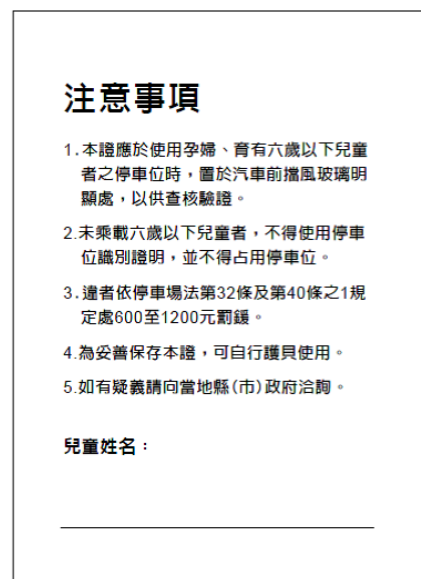 注意事項
1.本證應於使用孕婦、育有六歲以下兒童
者之停車位時，置於汽車前擋風玻璃明
顯處，以供查核驗證。
2.未乘載六歲以下兒童者，不得使用停車
位識別證明，並不得占用停車位。
3.違者依停車場法第32條及第40條之1規
定處600至1200元罰鍰。
4.為妥善保存本證，可自行護貝使用。
5.如有疑義請向當地縣(市)政府洽詢。
兒童姓名：